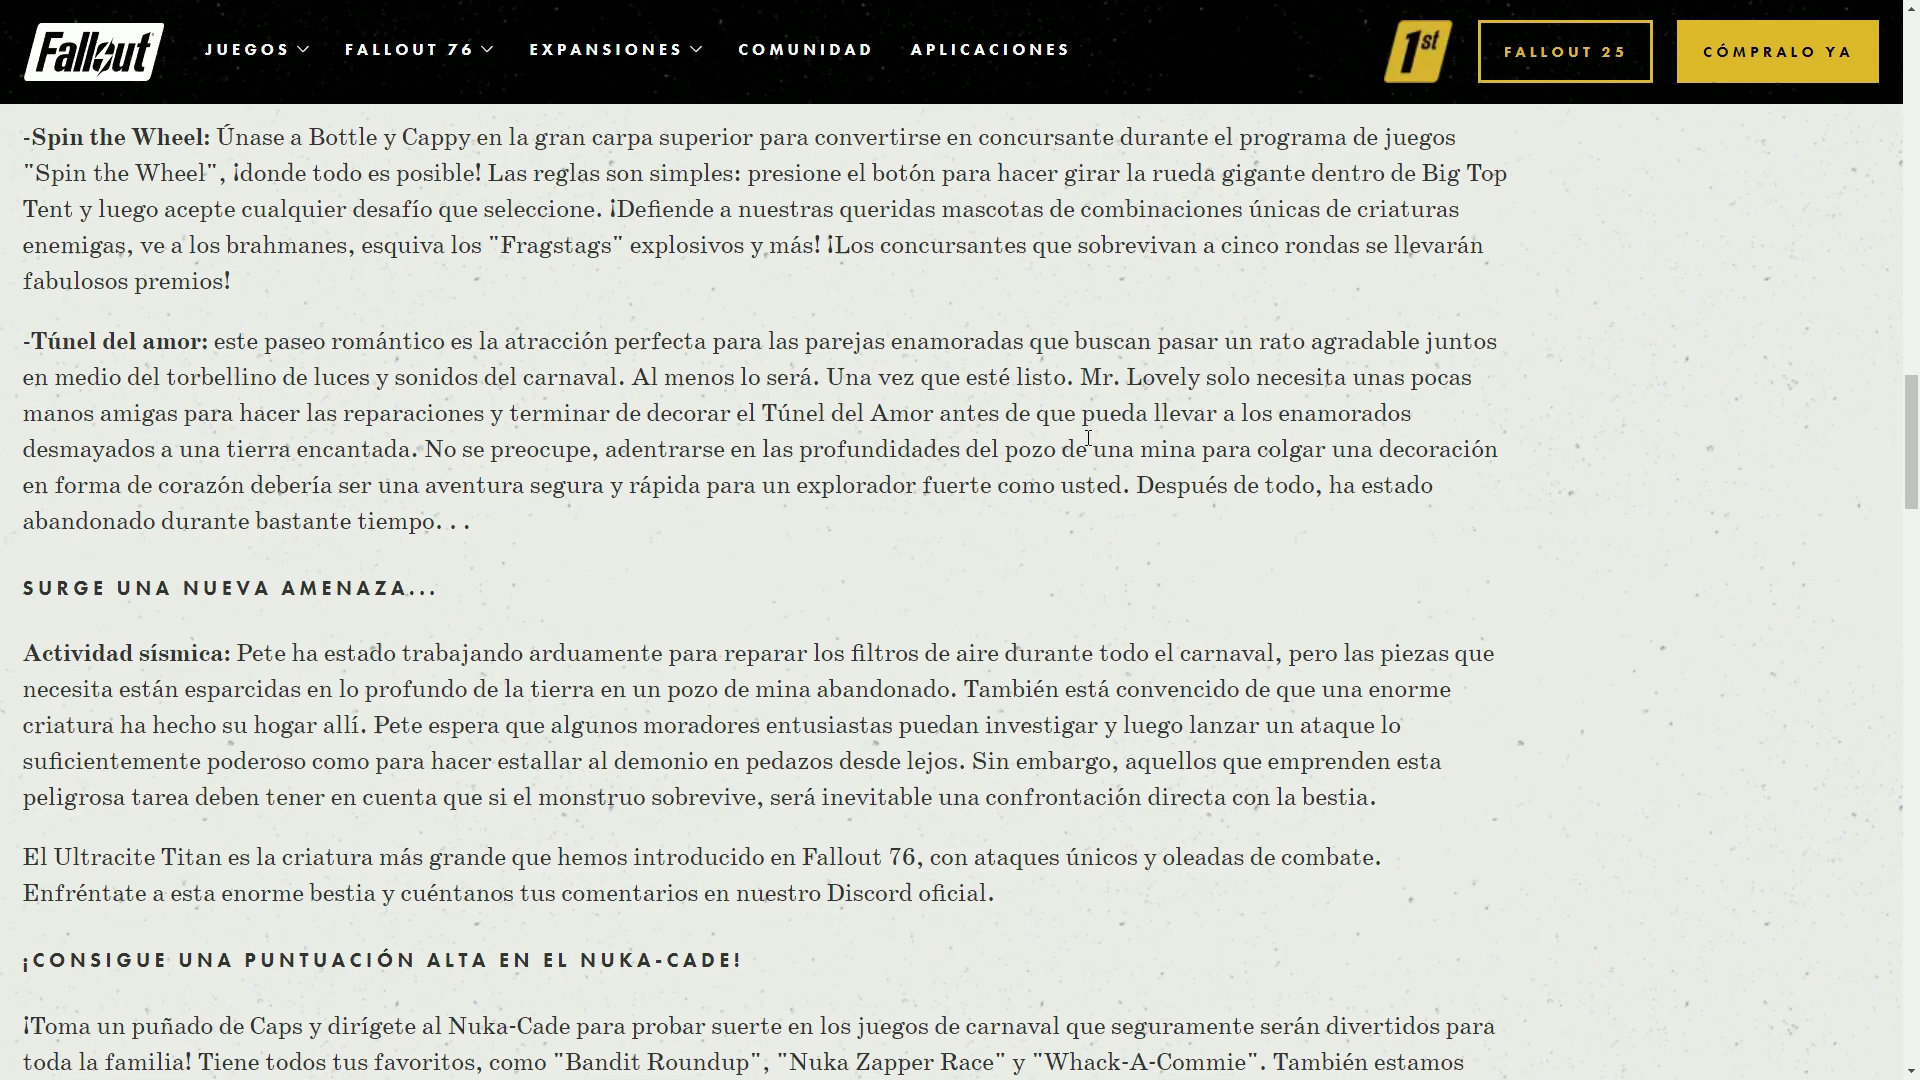 Fallout
JUEGOS
FALLOUT 76
EXPANSIONES
COMUNIDAD
APLICACIONES
1st
FALLOUT 25
CÓMPRALO YA
-Spin the Wheel: Únase a Bottle y Cappy en la gran carpa superior para convertirse en concursante durante el programa de juegos
"Spin the Wheel", ¡donde todo es posible! Las reglas son simples: presione el botón para hacer girar la rueda gigante dentro de Big Top
Tent y luego acepte cualquier desafío que seleccione. ¡Defiende a nuestras queridas mascotas de combinaciones únicas de criaturas
enemigas, ve a los brahmanes, esquiva los "Fragstags" explosivos y más! ¡Los concursantes que sobrevivan a cinco rondas se llevarán
fabulosos premios!
-Túnel del amor: este paseo romántico es la atracción perfecta para las parejas enamoradas que buscan pasar un rato agradable juntos
en medio del torbellino de luces y sonidos del carnaval. Al menos lo será. Una vez que esté listo. Mr. Lovely solo necesita unas pocas
manos amigas para hacer las reparaciones y terminar de decorar el Túnel del Amor antes de que pueda llevar a los enamorados
desmayados a una tierra encantada. No se preocupe, adentrarse en las profundidades del pozo de una mina para colgar una decoración
en forma de corazón debería ser una aventura segura y rápida para un explorador fuerte como usted. Después de todo, ha estado
abandonado durante bastante tiempo. . .
SURGE UNA NUEVA AMENAZA...
Actividad sísmica: Pete ha estado trabajando arduamente para reparar los filtros de aire durante todo el carnaval, pero las piezas que
necesita están esparcidas en lo profundo de la tierra en un pozo de mina abandonado. También está convencido de que una enorme
criatura ha hecho su hogar allí. Pete espera que algunos moradores entusiastas puedan investigar y luego lanzar un ataque lo
suficientemente poderoso como para hacer estallar al demonio en pedazos desde lejos. Sin embargo, aquellos que emprenden esta
peligrosa tarea deben tener en cuenta que si el monstruo sobrevive, será inevitable una confrontación directa con la bestia.
El Ultracite Titan es la criatura más grande que hemos introducido en Fallout 76, con ataques únicos y oleadas de combate.
Enfréntate a esta enorme bestia y cuéntanos tus comentarios en nuestro Discord oficial.
¡CONSIGUE UNA PUNTUACIÓN ALTA EN EL NUKA-CADE!
¡Toma un puñado de Caps y dirígete al Nuka-Cade para probar suerte en los juegos de carnaval que seguramente serán divertidos para
toda la familia! Tiene todos tus favoritos, como "Bandit Roundup", "Nuka Zapper Race" y "Whack-A-Commie". También estamos